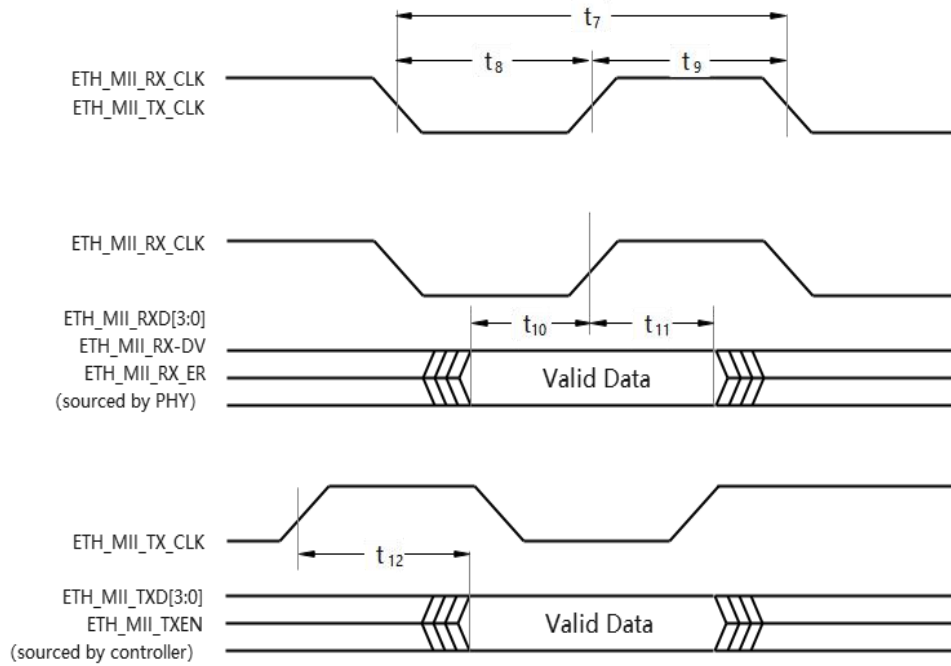 t7
t8
t9
ETH_MII_RX_CLK
ETH_MII_TX_CLK
ETH_MII_RX_CLK
ETH_MII_RXD[3:0]
t10
t11
ETH_MII_RX-DV
ETH_MII_RX_ER
Valid Data
(sourced by PHY)
ETH_MII_TX_CLK
t12
ETH_MII_TXD[3:0]
ETH_MII_TXEN
Valid Data
(sourced by controller)